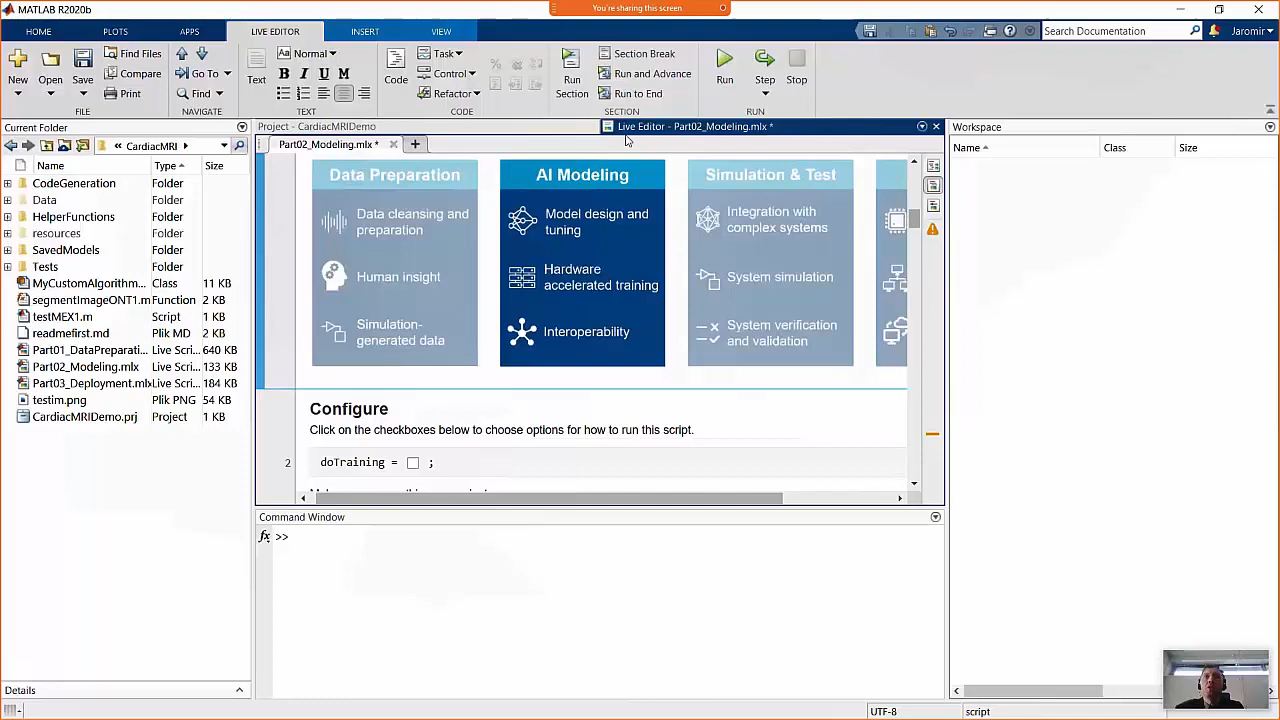 MATLAB R2020b
You're sharing this screen
HOME
PLOTS
APPS
LIVE EDITOR
INSERT
VIEW
Search Documentation
Jaromir
New
Open
Save
Find Files
Compare
Print
FILE
Go To
Find
NAVIGATE
Text
Aa Normal
B I U M
TEXT
Code
Task
Control
Refactor
CODE
Run
Section
Section Break
Run and Advance
Run to End
SECTION
Run
Step
Stop
RUN
Current Folder
« CardiacMRI
Name
Type
Size
CodeGeneration Folder
Data Folder
HelperFunctions Folder
resources Folder
SavedModels Folder
Tests Folder
MyCustomAlgorithm... Class 11 KB
segmentImageONT1.m Function 2 KB
testMEX1.m Script 1 KB
readmefirst.md Plik MD 2 KB
Part01_DataPreparati... Live Scri... 640 KB
Part02_Modeling.mlx Live Scri... 133 KB
Part03_Deployment.mlx Live Scri... 184 KB
testim.png Plik PNG 54 KB
CardiacMRIDemo.prj Project 1 KB
Details
Project - CardiacMRIDemo
Live Editor - Part02_Modeling.mlx *
Part02_Modeling.mlx *
Data Preparation
Data cleansing and
preparation
Human insight
Simulation-
generated data
AI Modeling
Model design and
tuning
Hardware
accelerated training
Interoperability
Simulation & Test
Integration with
complex systems
System simulation
System verification
and validation
Configure
Click on the checkboxes below to choose options for how to run this script.
2 doTraining = ;
Command Window
fx >>
Workspace
Name
Class
Size
UTF-8
script